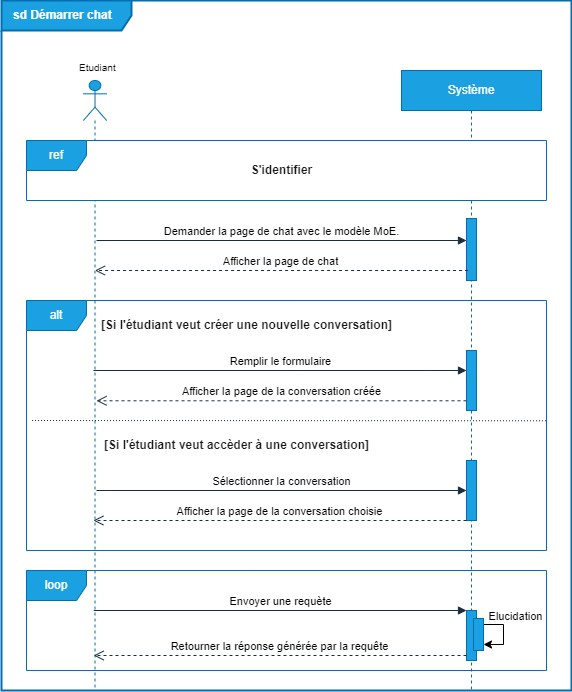 sd Démarrer chat
Etudiant
Système
ref
S'identifier
Demander la page de chat avec le modèle MoE.
Afficher la page de chat
alt
[Si l'étudiant veut créer une nouvelle conversation]
Remplir le formulaire
Afficher la page de la conversation créée
[Si l'étudiant veut accèder à une conversation]
Sélectionner la conversation
Afficher la page de la conversation choisie
loop
Envoyer une requète
Elucidation
Retourner la réponse générée par la requête